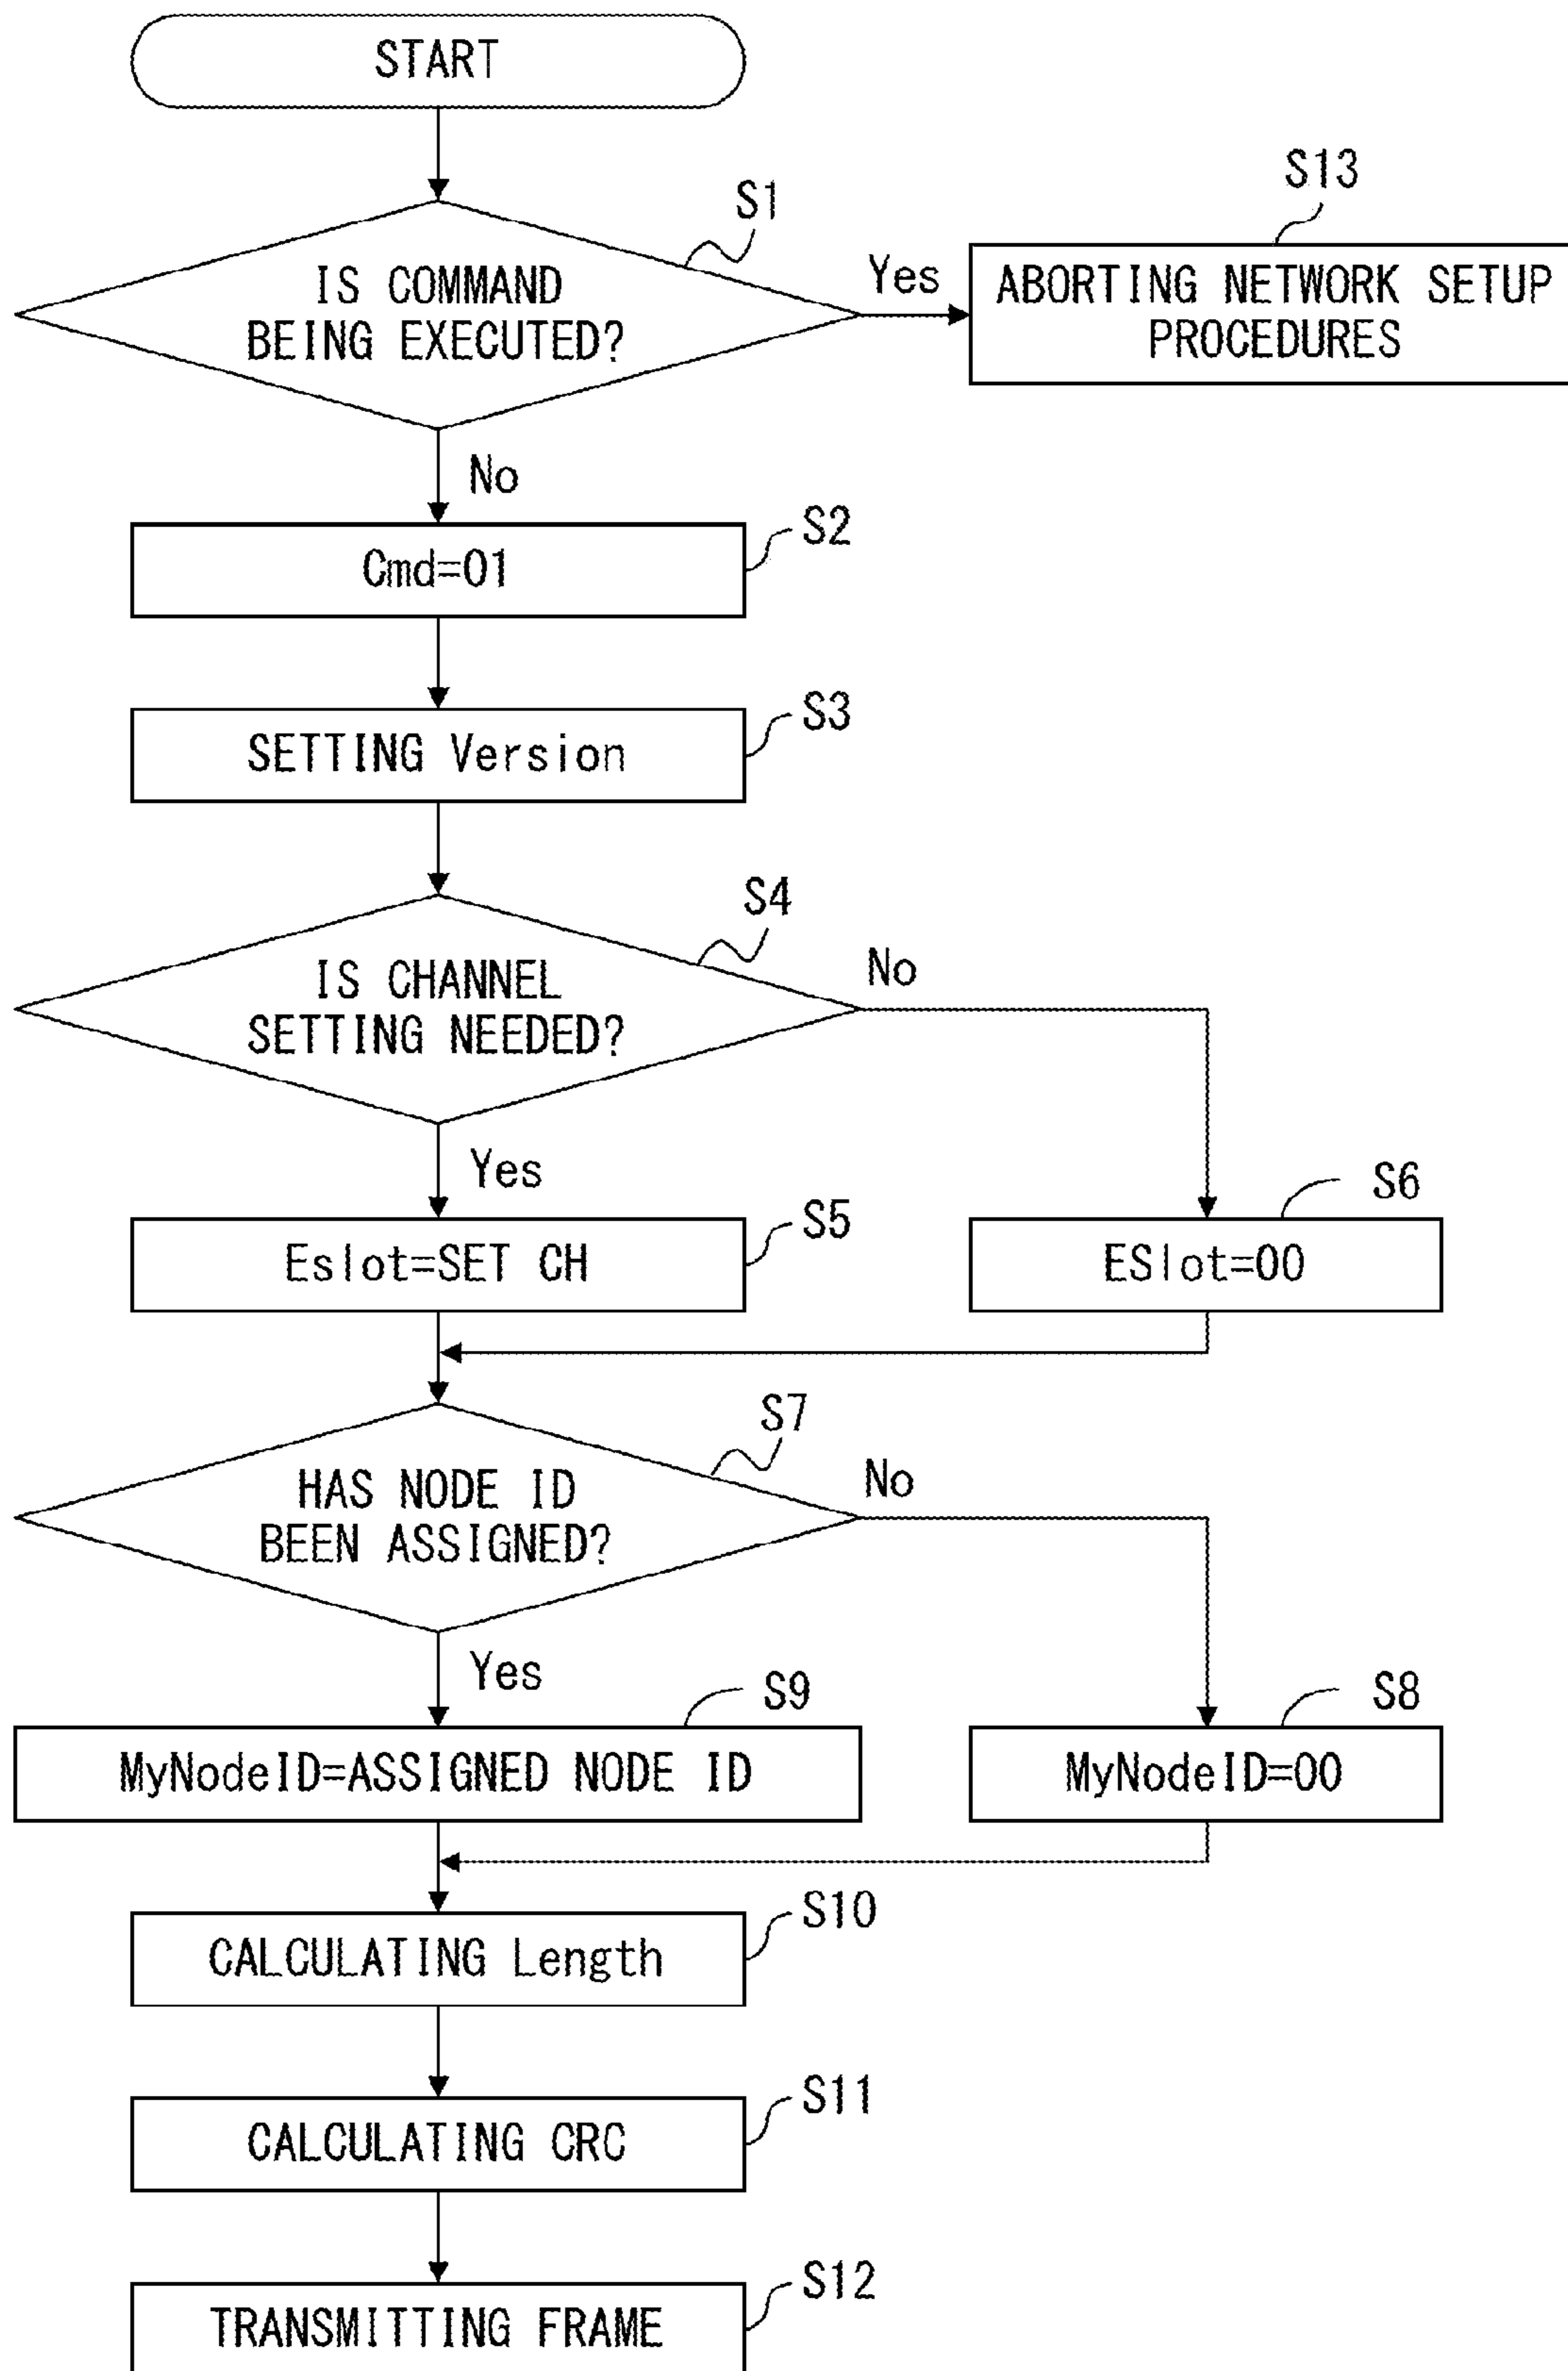 START
S1
IS COMMAND
BEING EXECUTED?
Yes
S13
ABORTING NETWORK SETUP
PROCEDURES
No
S2
Cmd=01
S3
SETTING Version
S4
IS CHANNEL
SETTING NEEDED?
No
Yes
S5
Eslot=SET CH
S6
ESlot=00
S7
HAS NODE ID
BEEN ASSIGNED?
No
Yes
S9
MyNodeID=ASSIGNED NODE ID
S8
MyNodeID=00
S10
CALCULATING Length
S11
CALCULATING CRC
S12
TRANSMITTING FRAME